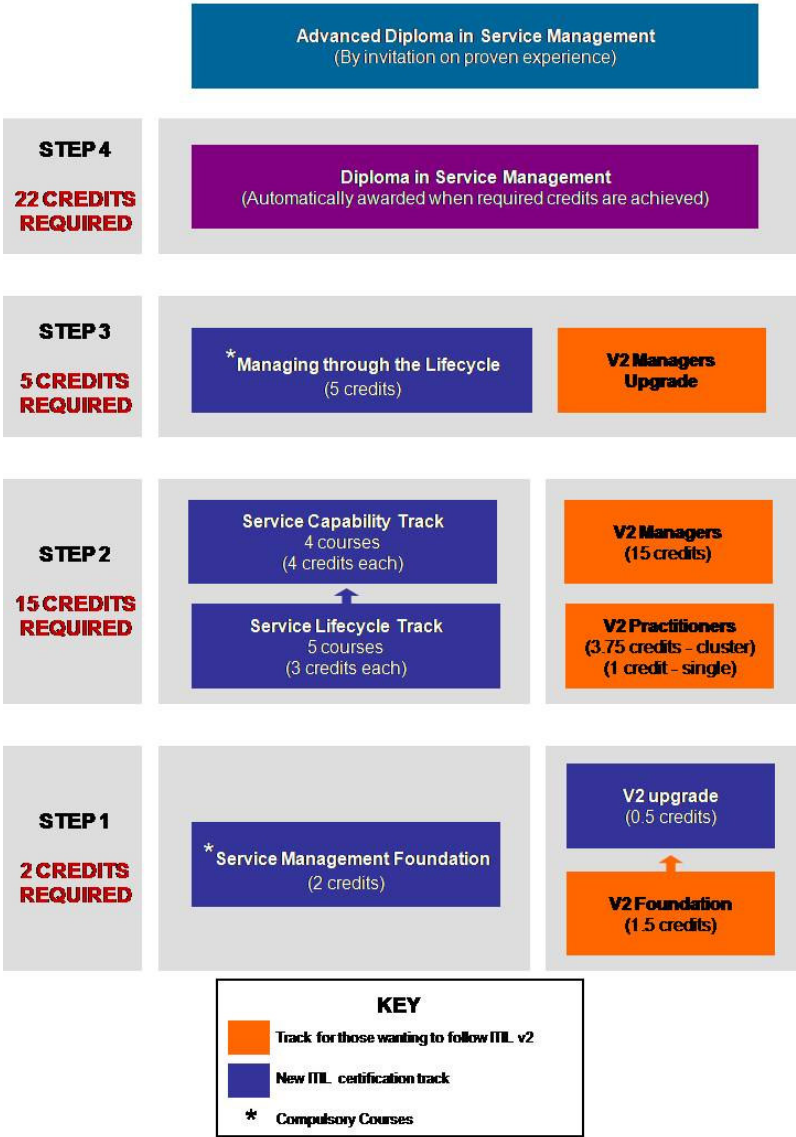 Advanced Diploma in Service Management
(By invitation on proven experience)
STEP 4
22 CREDITS
REQUIRED
Diploma in Service Management
(Automatically awarded when required credits are achieved)
STEP 3
5 CREDITS
REQUIRED
*Managing through the Lifecycle
(5 credits)
V2 Managers
Upgrade
STEP 2
15 CREDITS
REQUIRED
Service Capability Track
4 courses
(4 credits each)
Service Lifecycle Track
5 courses
(3 credits each)
V2 Managers
(15 credits)
V2 Practitioners
(3.75 credits - cluster)
(1 credit - single)
STEP 1
2 CREDITS
REQUIRED
*Service Management Foundation
(2 credits)
V2 upgrade
(0.5 credits)
V2 Foundation
(1.5 credits)
KEY
Track for those wanting to follow ITIL v2
New ITIL certification track
* Compulsory Courses